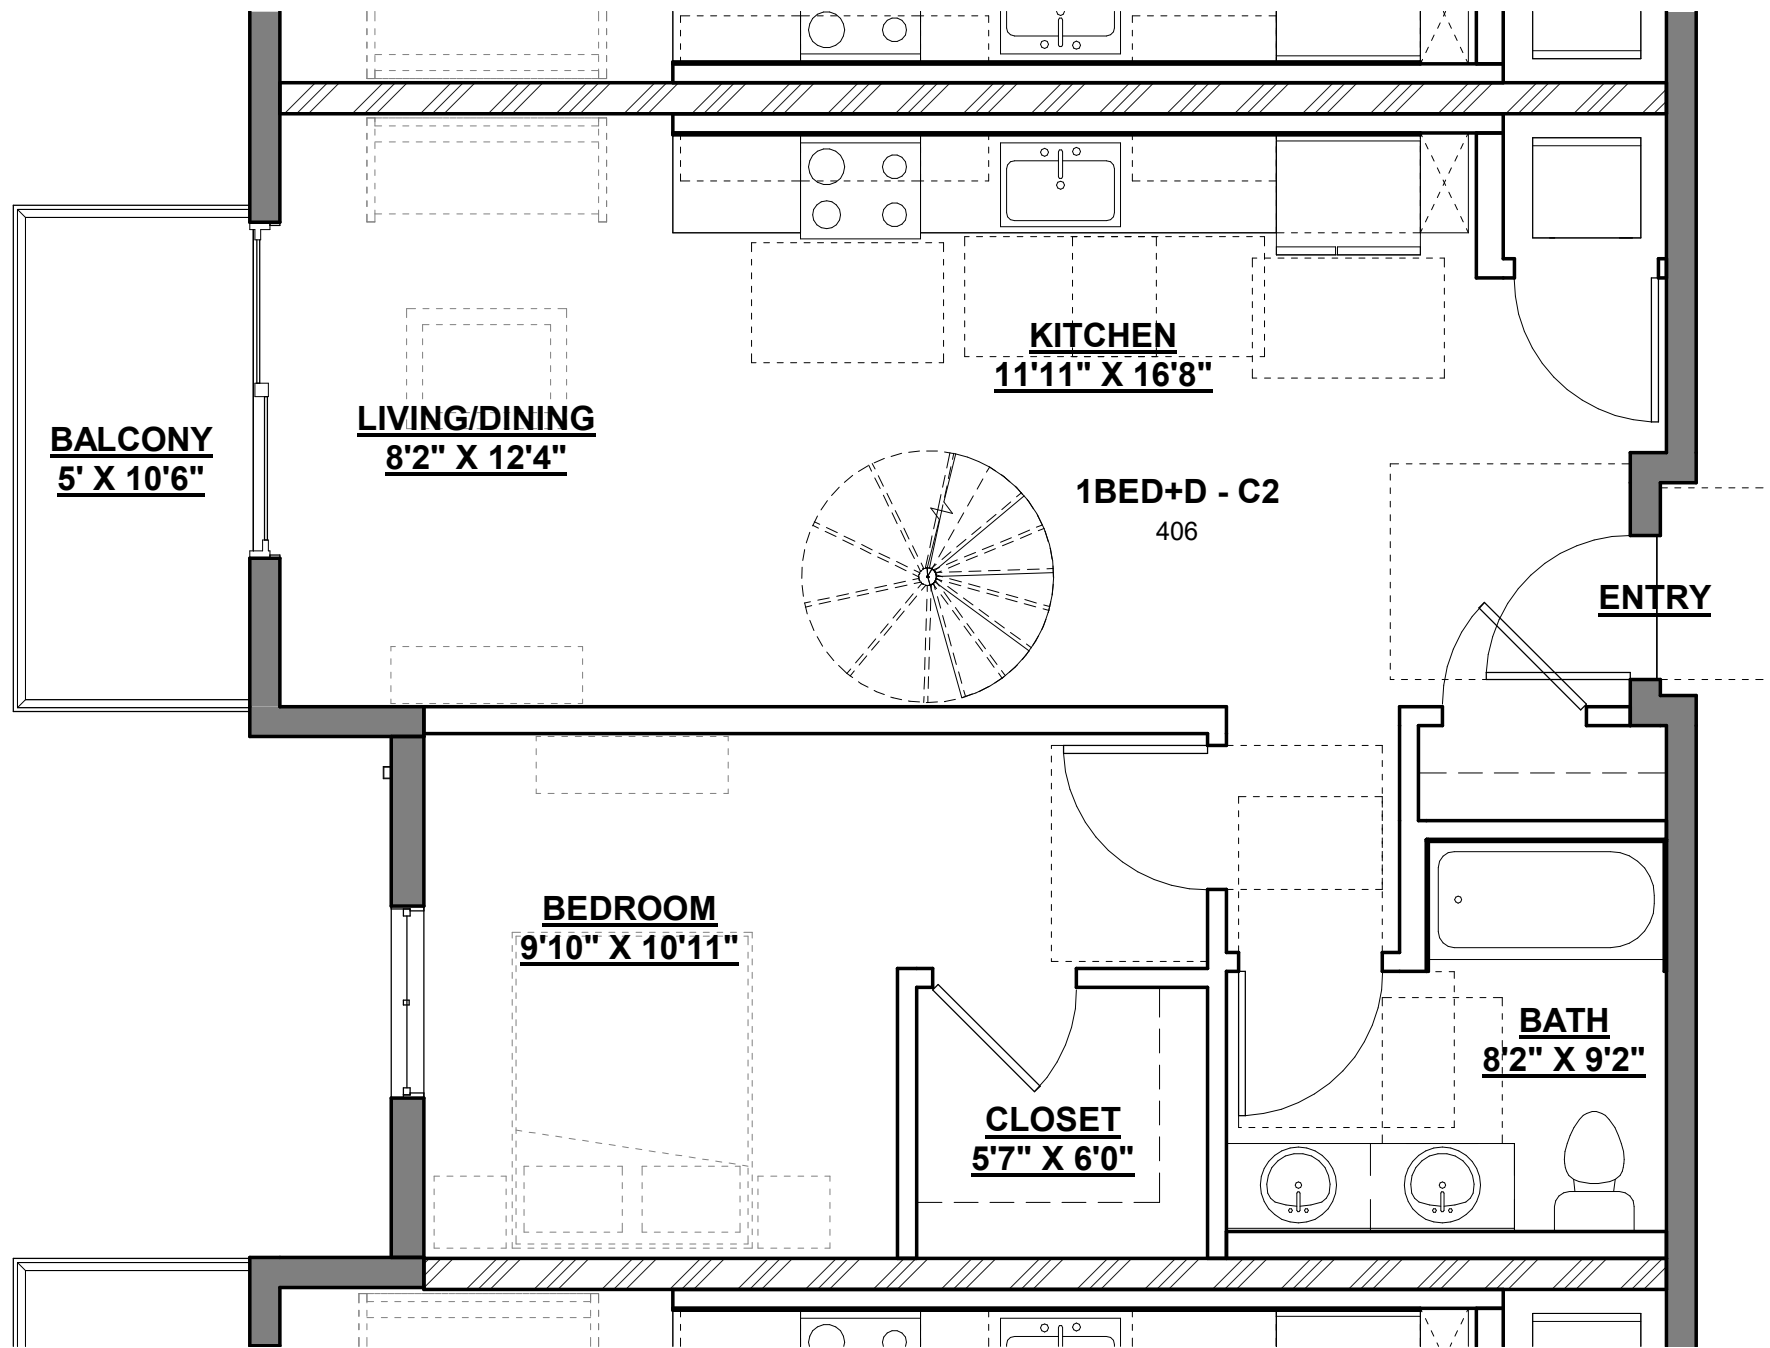 KITCHEN
11'11" X 16'8"
LIVING/DINING
8'2" X 12'4"
BALCONY
5' X 10'6"
1BED+D - C2
406
ENTRY
BEDROOM
9'10" X 10'11"
BATH
8'2" X 9'2"
CLOSET
5'7" X 6'0"